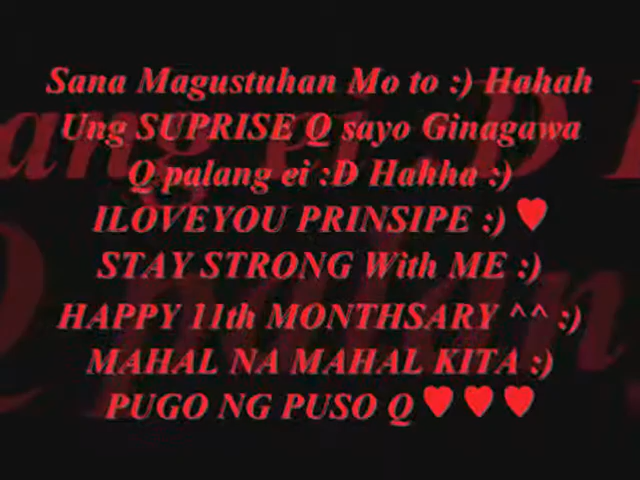 Sana Magustuhan Mo to :) Hahah
Ung SUPRISE Q sayo Ginagawa
Q palang ei :D Hahha :)
ILOVEYOU PRINSIPE :) ♥
STAY STRONG With ME :)
HAPPY 11th MONTHSARY ^^ :)
MAHAL NA MAHAL KITA :)
PUGO NG PUSO Q ♥ ♥ ♥